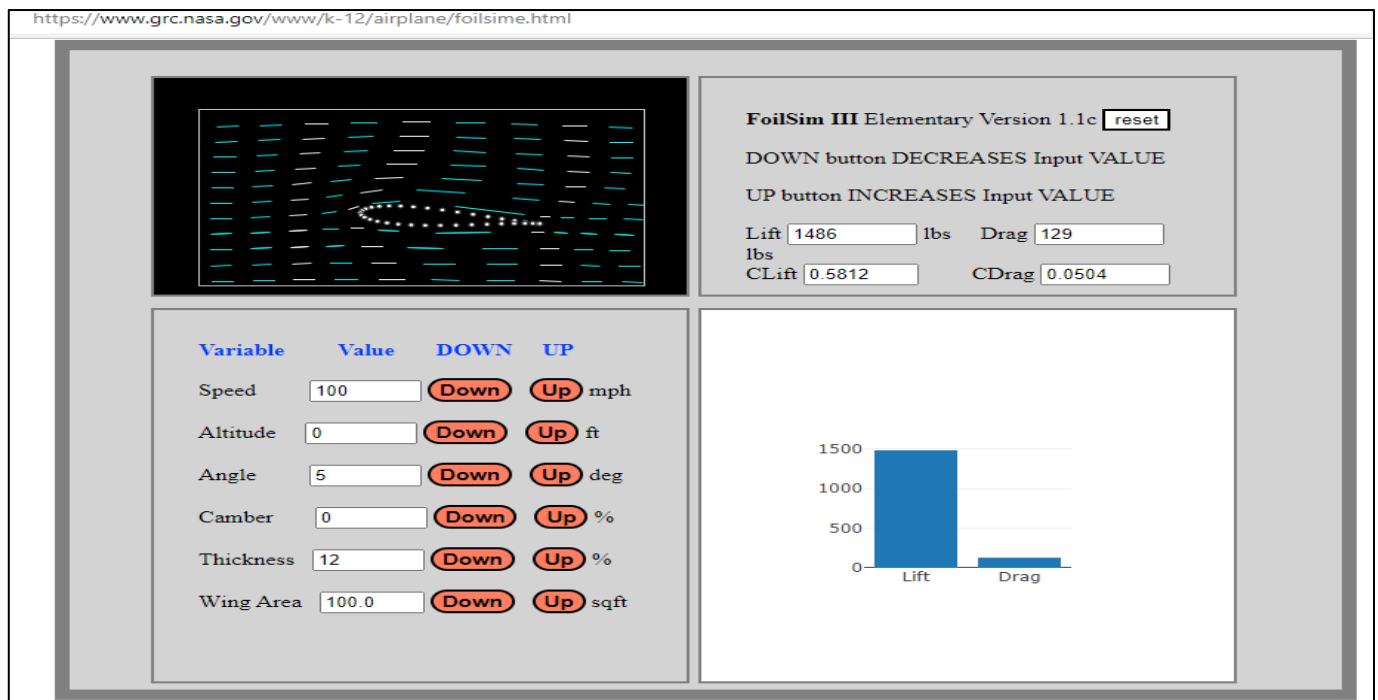 https://www.grc.nasa.gov/www/k-12/airplane/foilsime.html
FoilSim III Elementary Version 1.1c reset
DOWN button DECREASES Input VALUE
UP button INCREASES Input VALUE
Lift 1486 lbs Drag 129
lbs
CLift 0.5812 CDrag 0.0504
Variable Value DOWN UP
Speed 100 Down Up mph
Altitude 0 Down Up ft
Angle 5 Down Up deg
Camber 0 Down Up %
Thickness 12 Down Up %
Wing Area 100.0 Down Up sqft
1500
1000
500
0
Lift Drag